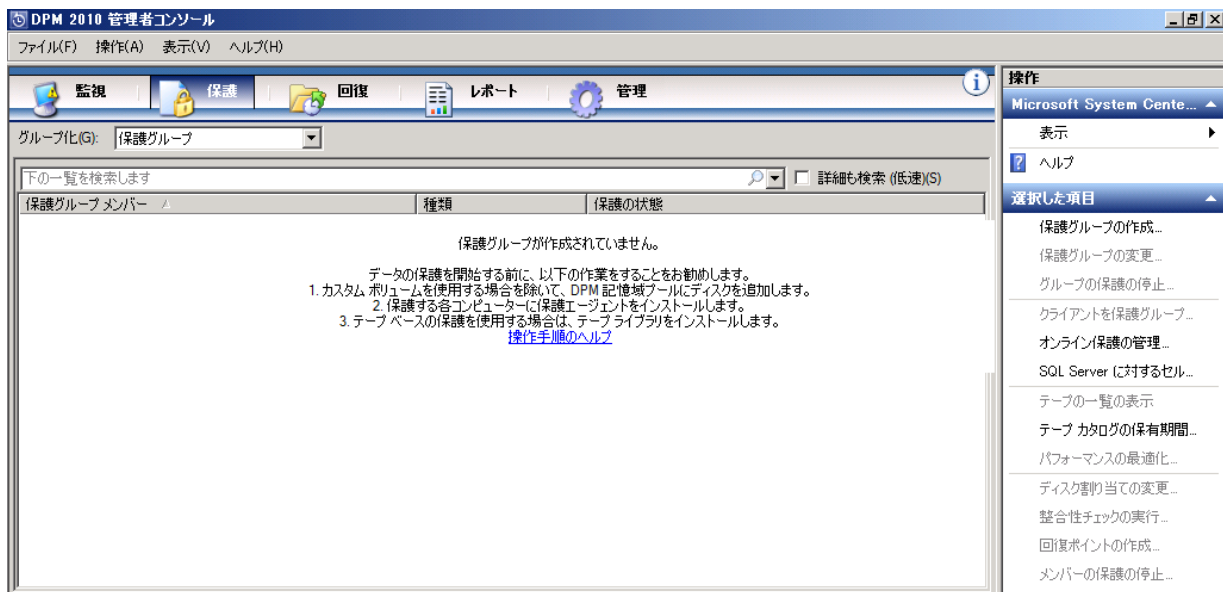 DPM 2010 管理者コンソール
ファイル(F) 操作(A) 表示(V) ヘルプ(H)
監視 保護 回復 レポート 管理
グループ化(G): 保護グループ
下の一覧を検索します 詳細も検索 (低速)(S)
保護グループ メンバー 種類 保護の状態
保護グループが作成されていません。
データの保護を開始する前に、以下の作業をすることをお勧めします。
1. カスタム ボリュームを使用する場合を除いて、DPM 記憶域プールにディスクを追加します。
2. 保護する各コンピューターに保護エージェントをインストールします。
3. テープ ベースの保護を使用する場合は、テープ ライブラリをインストールします。
操作手順のヘルプ
操作
Microsoft System Cente...
表示
ヘルプ
選択した項目
保護グループの作成...
保護グループの変更...
グループの保護の停止...
クライアントを保護グループ...
オンライン保護の管理...
SQL Server に対するセル...
テープの一覧の表示
テープ カタログの保有期間...
パフォーマンスの最適化...
ディスク割り当ての変更...
整合性チェックの実行...
回復ポイントの作成...
メンバーの保護の停止...